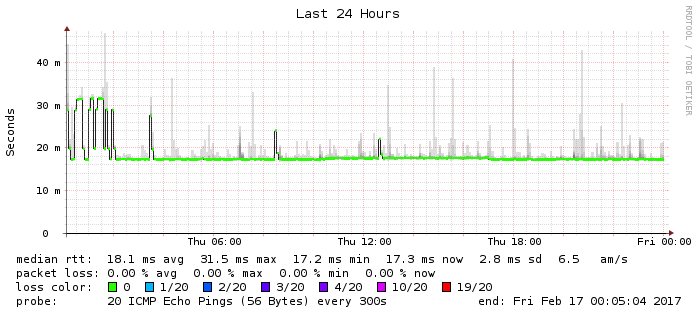 Last 24 Hours
RRDTOOL / TOBI OETIKER
Seconds
40 m
30 m
20 m
10 m
0
Thu 06:00 Thu 12:00 Thu 18:00 Fri 00:00
median rtt: 18.1 ms avg 31.5 ms max 17.2 ms min 17.3 ms now 2.8 ms sd 6.5 am/s
packet loss: 0.00 % avg 0.00 % max 0.00 % min 0.00 % now
loss color: 0 1/20 2/20 3/20 4/20 10/20 19/20
probe: 20 ICMP Echo Pings (56 Bytes) every 300s end: Fri Feb 17 00:05:04 2017